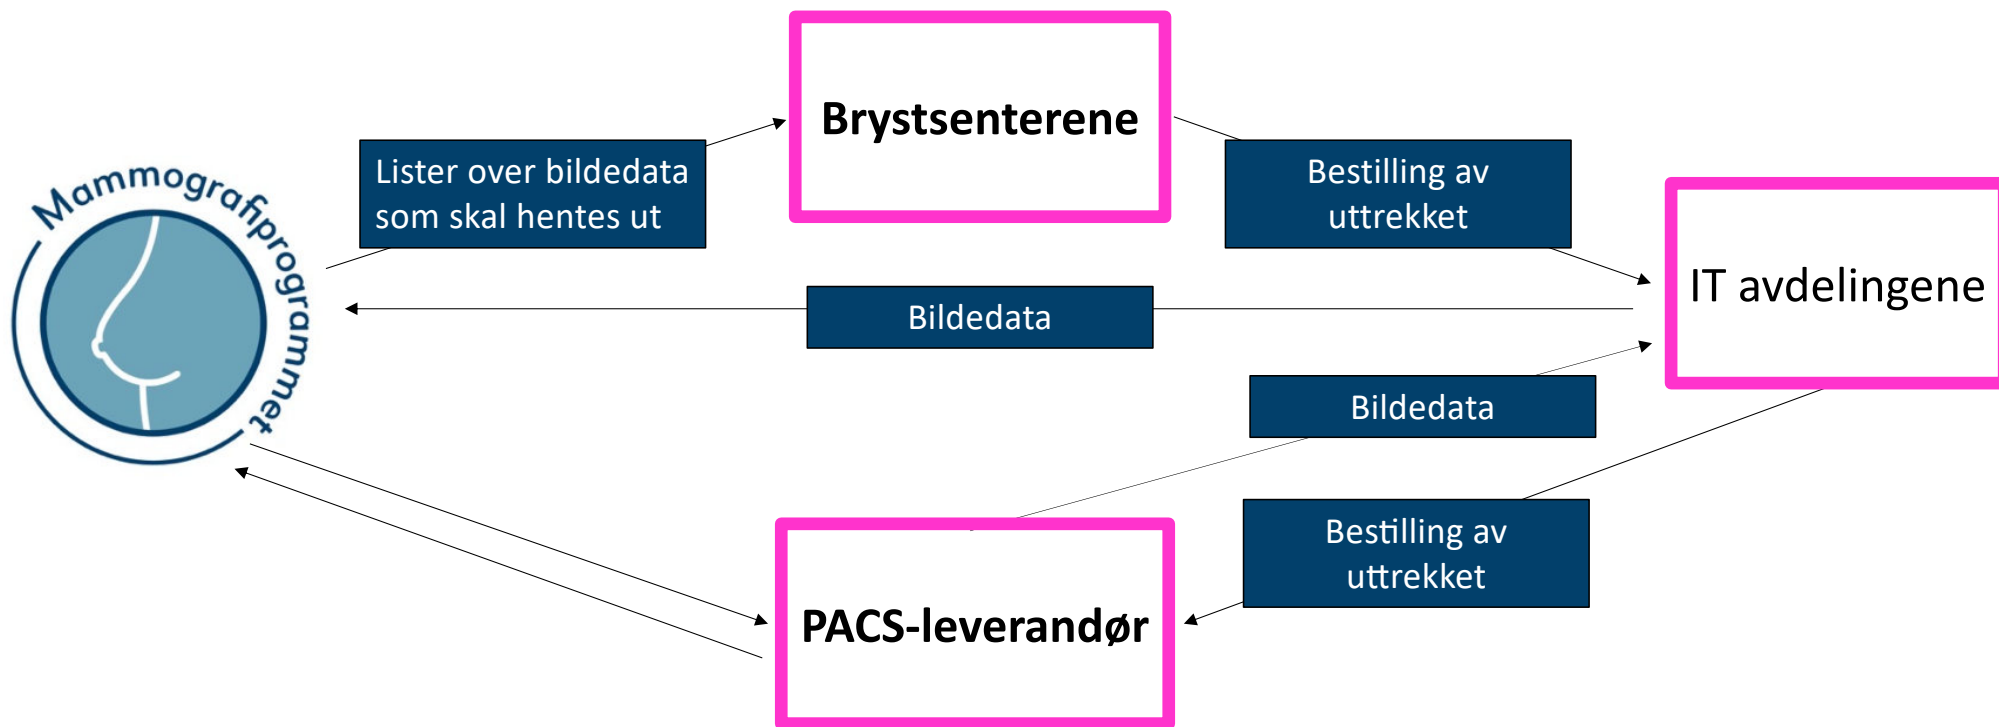 Brystsenterene
Lister over bildedata
som skal hentes ut
Bestilling av
uttrekket
Mammografiprogrammet
IT avdelingene
Bildedata
Bildedata
Bestilling av
uttrekket
PACS-leverandør